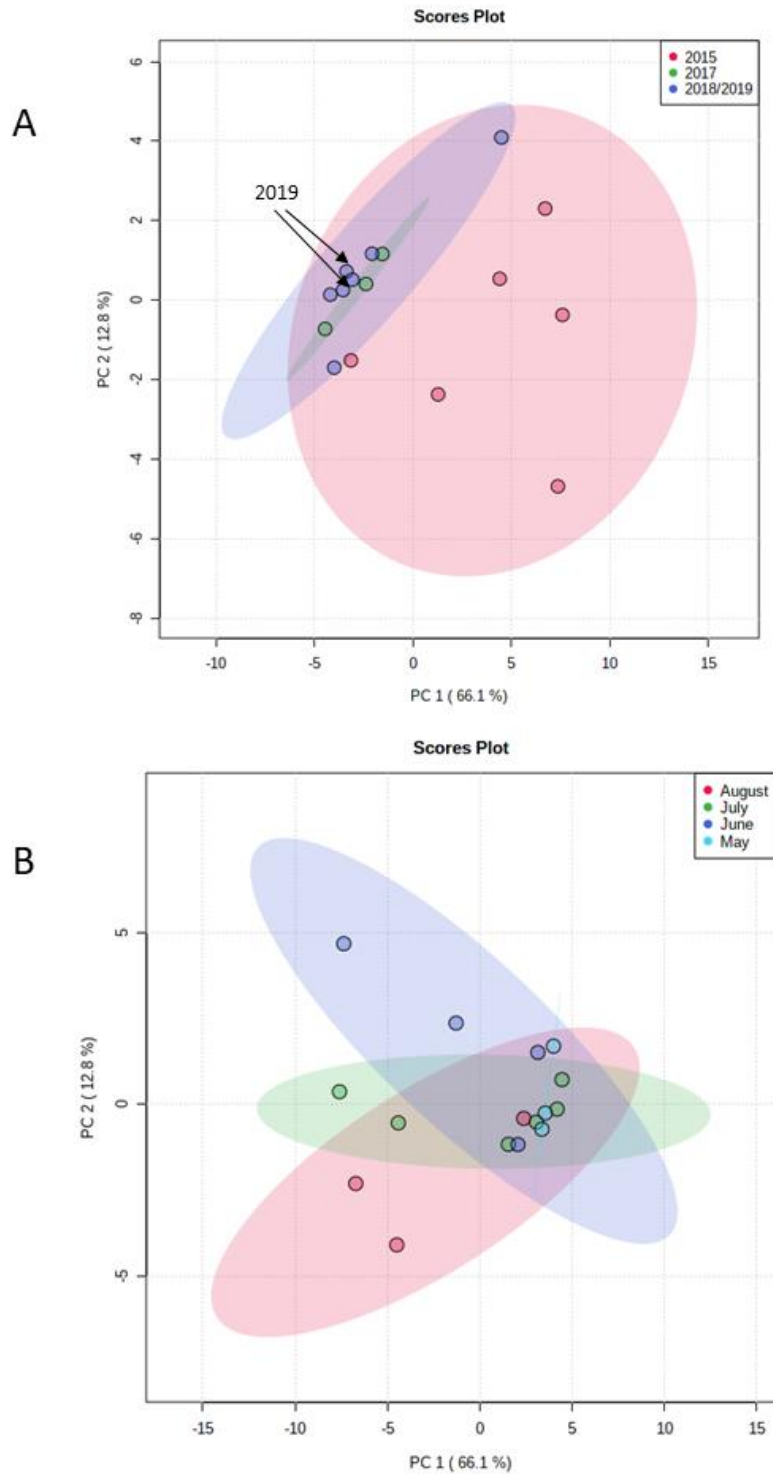 Scores Plot
A
2015
2017
2018/2019
2019
6
4
2
0
-2
-4
-6
-8
PC 2 ( 12.8 %)
-10 -5 0 5 10 15
PC 1 ( 66.1 %)
Scores Plot
B
August
July
June
May
5
0
-5
PC 2 ( 12.8 %)
-15 -10 -5 0 5 10 15
PC 1 ( 66.1 %)